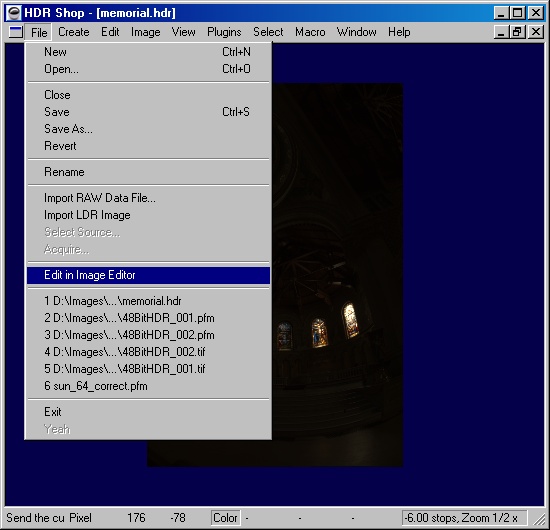 HDR Shop - [memorial.hdr]
File Create Edit Image View Plugins Select Macro Window Help
New Ctrl+N
Open... Ctrl+O
Close
Save Ctrl+S
Save As...
Revert
Rename
Import RAW Data File...
Import LDR Image
Select Source...
Acquire...
Edit in Image Editor
1 D:\Images\...\memorial.hdr
2 D:\Images\...\48BitHDR_001.pfm
3 D:\Images\...\48BitHDR_002.pfm
4 D:\Images\...\48BitHDR_002.tif
5 D:\Images\...\48BitHDR_001.tif
6 sun_64_correct.pfm
Exit
Yeah
Send the cu Pixel 176 -78 Color - - - -6.00 stops, Zoom 1/2 x